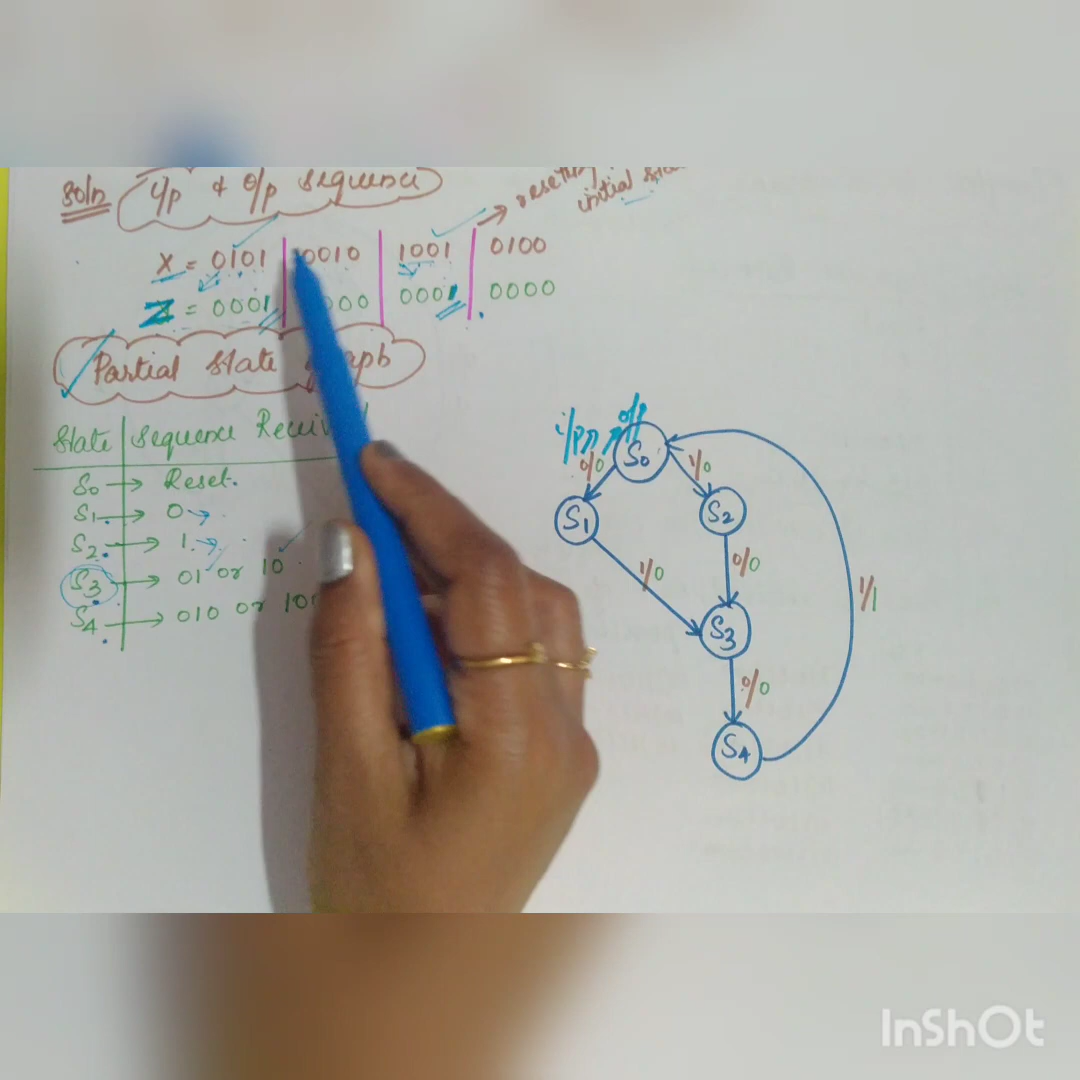 Soln
i/p & o/p sequence
initial
X = 0101 | 0010 | 1001 | 0100
Z = 0001 | 000 | 0001 | 0000
Partial State
State | Sequence
S0 → Reset.
S1 → 0
S2 → 1
S3 → 01 or 10
S4 → 010 or 100
i/p o/p
S0
0/0
1/0
S1
S2
1/0
0/0
S3
1/1
0/0
S4
InShOt